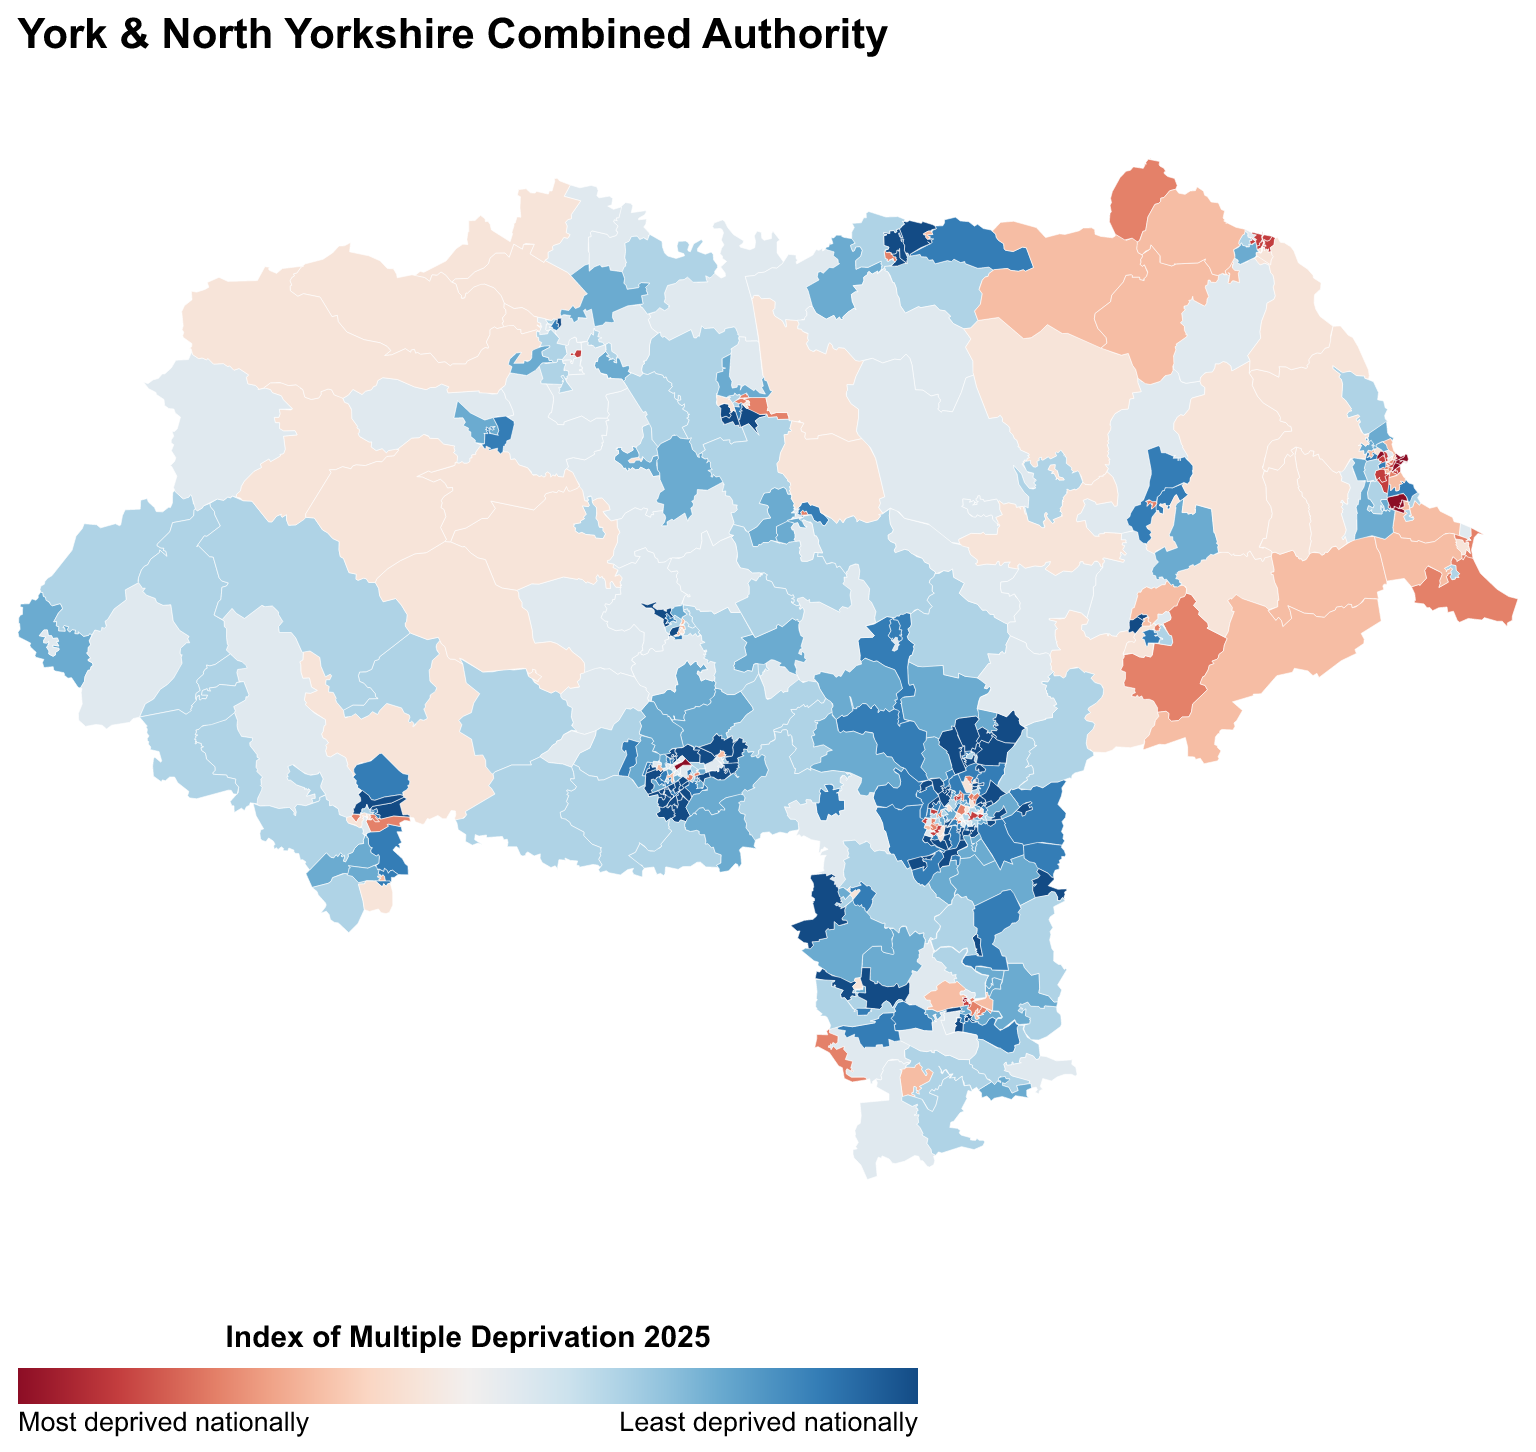 York & North Yorkshire Combined Authority
Index of Multiple Deprivation 2025
Most deprived nationally
Least deprived nationally